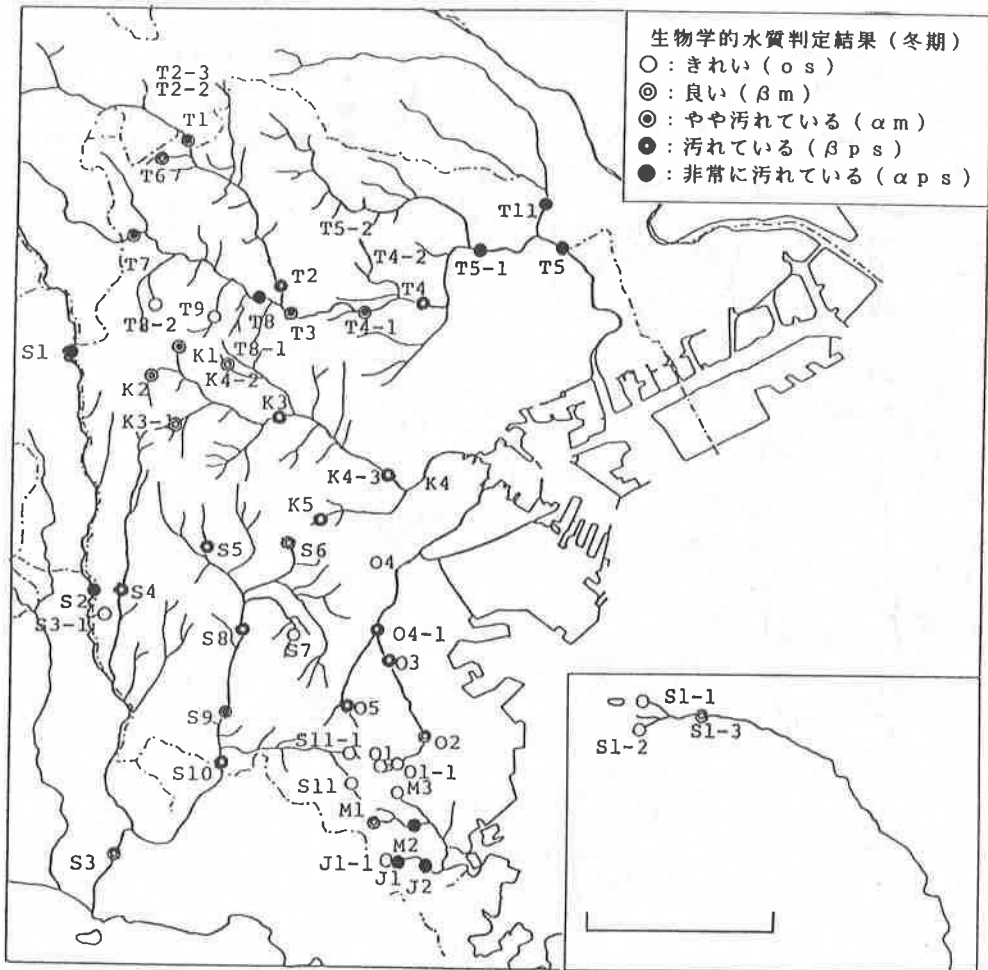 生物学的水質判定結果（冬期）
○：きれい（ｏｓ）
◎：良い（βｍ）
◉：やや汚れている（αｍ）
：汚れている（βｐｓ）
●：非常に汚れている（αｐｓ）
T2-3
T2-2
T1
T6
T11
T5-2
T7
T4-2
T5-1
T5
T2
T9
T8
T4
T8-2
T3
T4-1
S1
K1
T8-1
K4-2
K2
K3
K3-1
K4-3
K4
K5
S5
S6
O4
S2
S4
S3-1
O4-1
S8
S7
O3
S9
O5
S11-1
O1
O2
S10
O1-1
S11
M3
M1
M2
S3
J1-1
J1
J2
S1-1
S1-2
S1-3